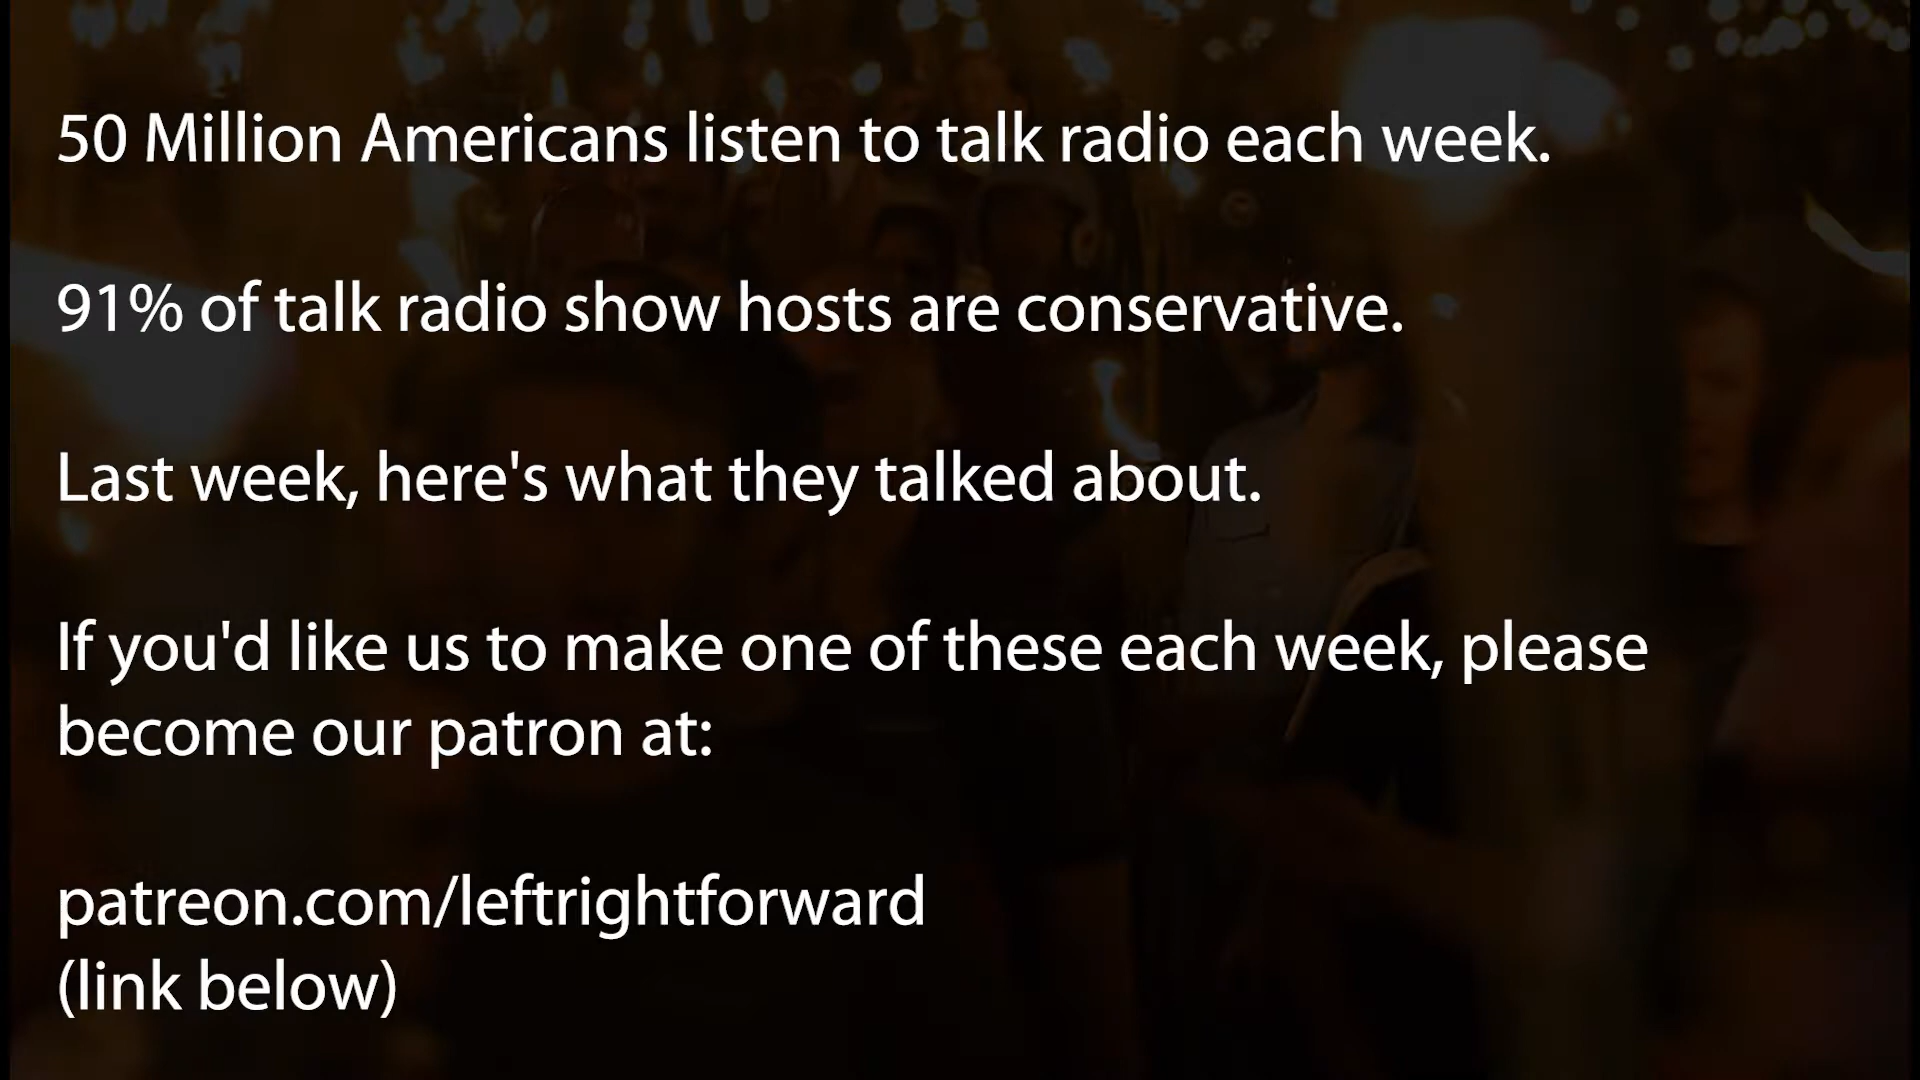 50 Million Americans listen to talk radio each week.
91% of talk radio show hosts are conservative.
Last week, here's what they talked about.
If you'd like us to make one of these each week, please
become our patron at:
patreon.com/leftrightforward
(link below)